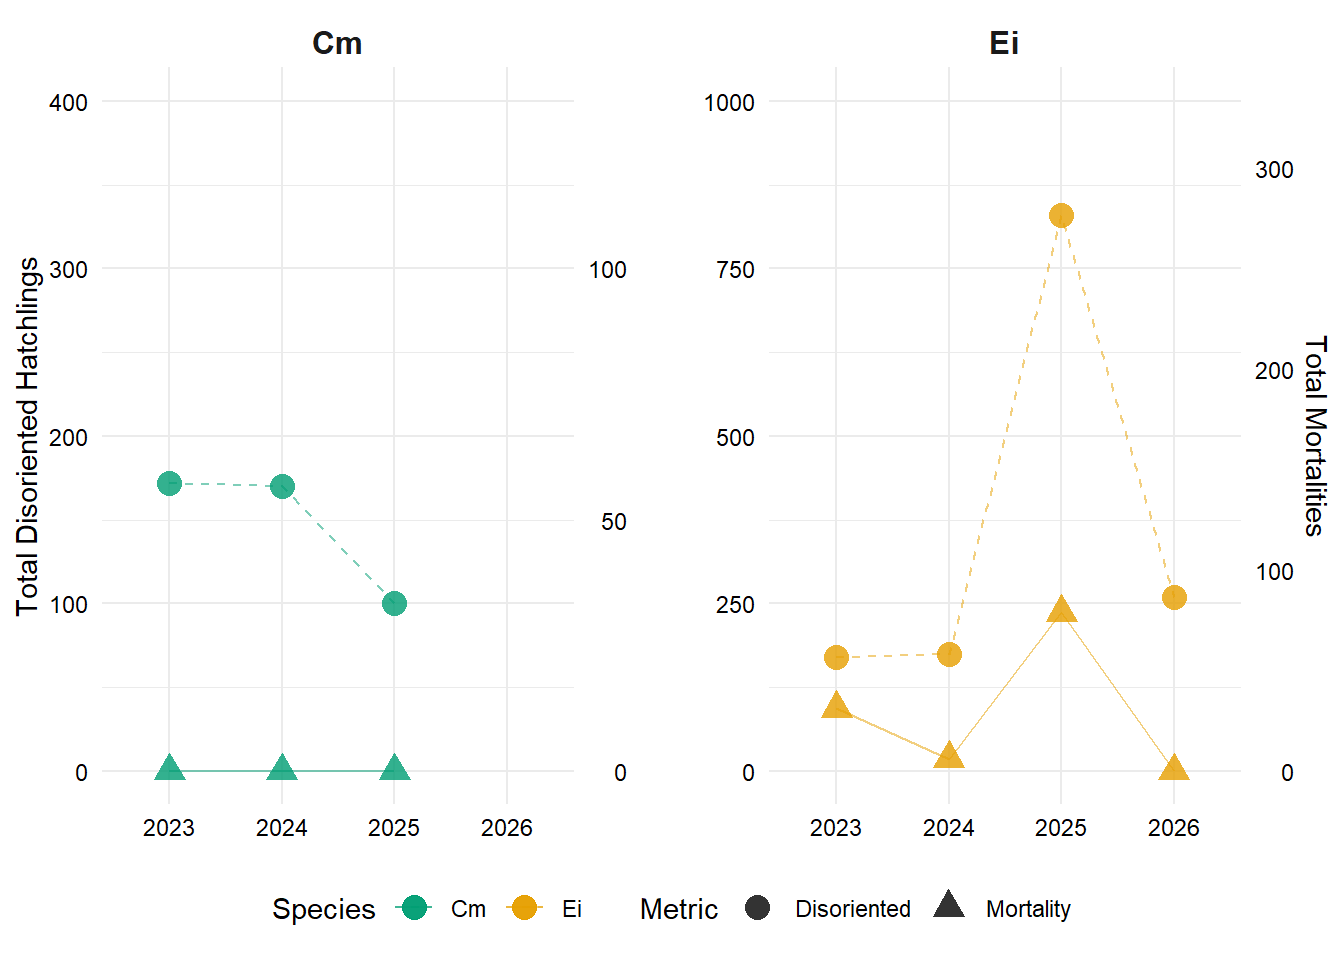 Cm
Ei
400
300
200
100
0
Total Disoriented Hatchlings
100
50
0
1000
750
500
250
0
300
200
100
0
Total Mortalities
2023 2024 2025 2026
2023 2024 2025 2026
Species Cm Ei Metric Disoriented Mortality